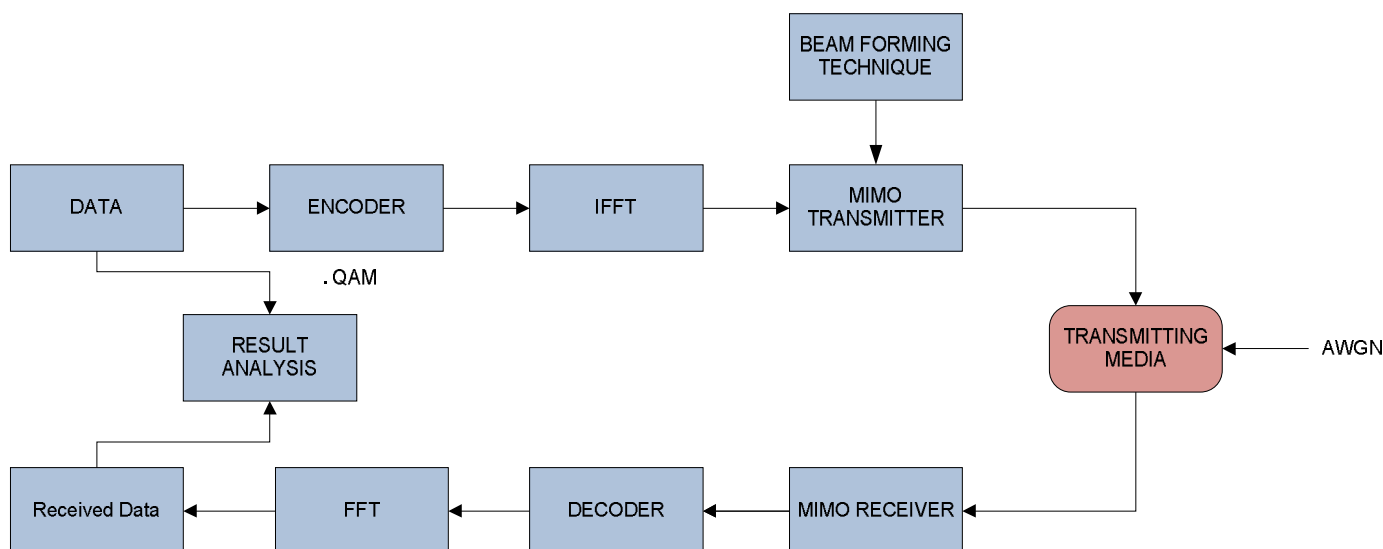 BEAM FORMING
TECHNIQUE
DATA
ENCODER
IFFT
MIMO
TRANSMITTER
. QAM
RESULT
ANALYSIS
TRANSMITTING
MEDIA
AWGN
Received Data
FFT
DECODER
MIMO RECEIVER